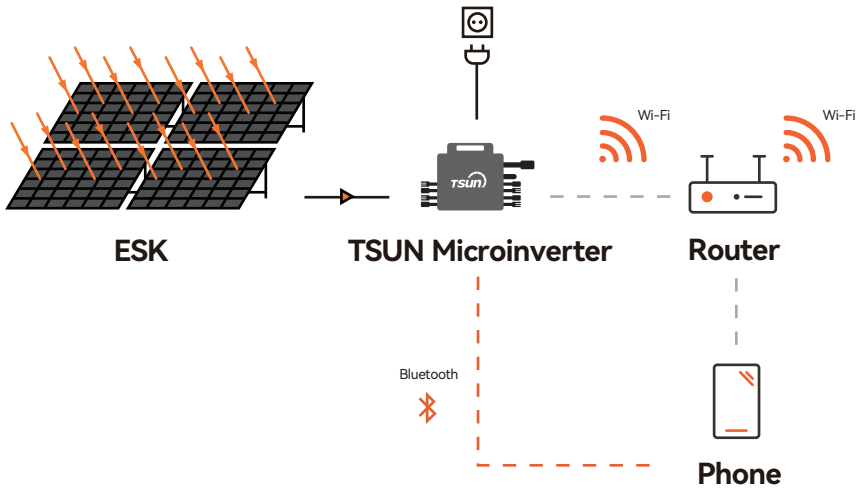 Wi-Fi
Wi-Fi
TSUN
ESK
TSUN Microinverter
Router
Bluetooth
Phone